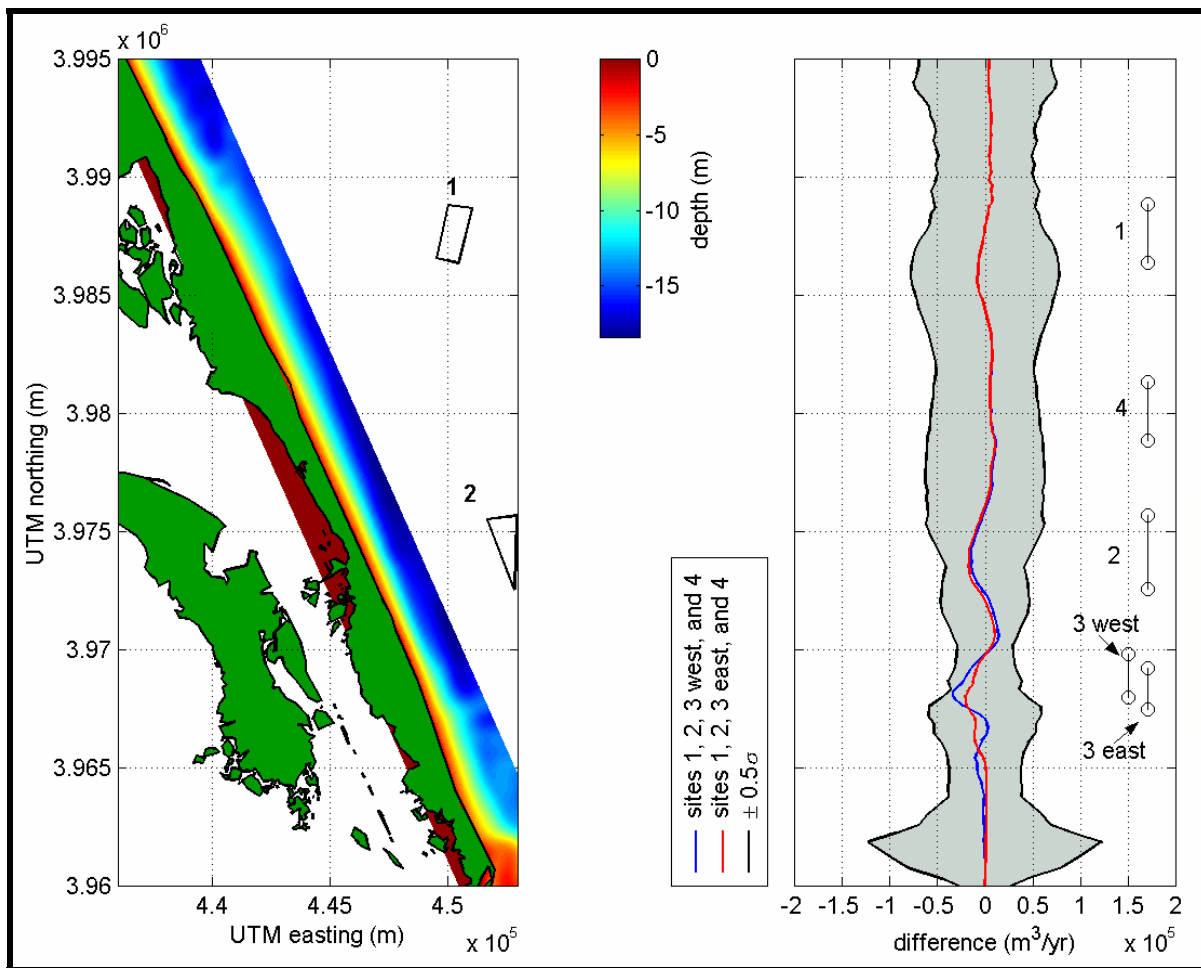 x 10^6
3.995
3.99
3.985
3.98
3.975
3.97
3.965
3.96
UTM northing (m)
4.4
4.45
4.5
UTM easting (m)
x 10^5
1
2
0
-5
-10
-15
depth (m)
sites 1, 2, 3 west, and 4
sites 1, 2, 3 east, and 4
± 0.5σ
1
4
2
3 west
3 east
-2
-1.5
-1
-0.5
0
0.5
1
1.5
2
difference (m³/yr)
x 10^5